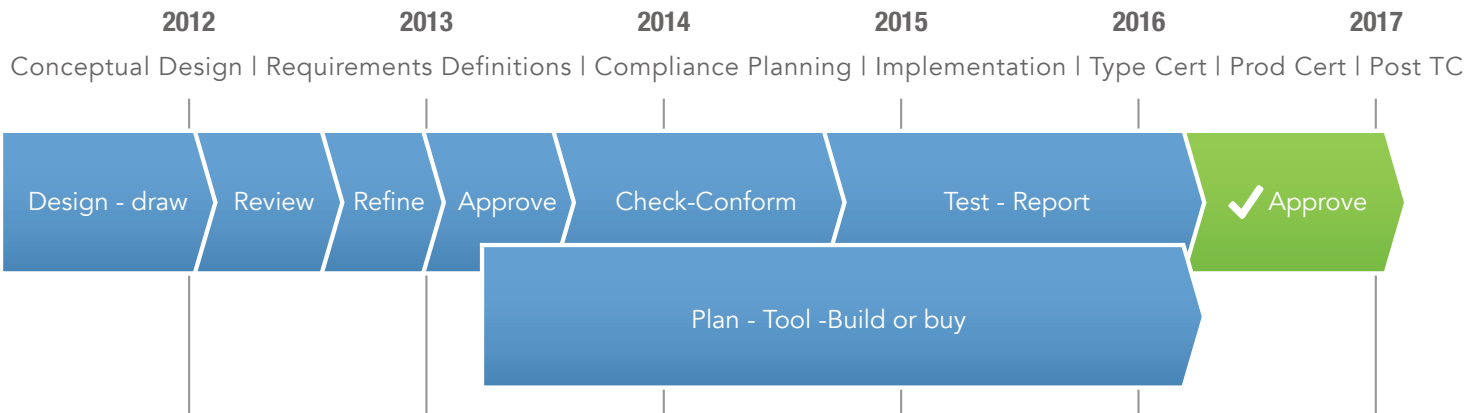 2012 2013 2014 2015 2016 2017
Conceptual Design | Requirements Definitions | Compliance Planning | Implementation | Type Cert | Prod Cert | Post TC
Design - draw Review Refine Approve Check-Conform Test - Report Approve
Plan - Tool -Build or buy